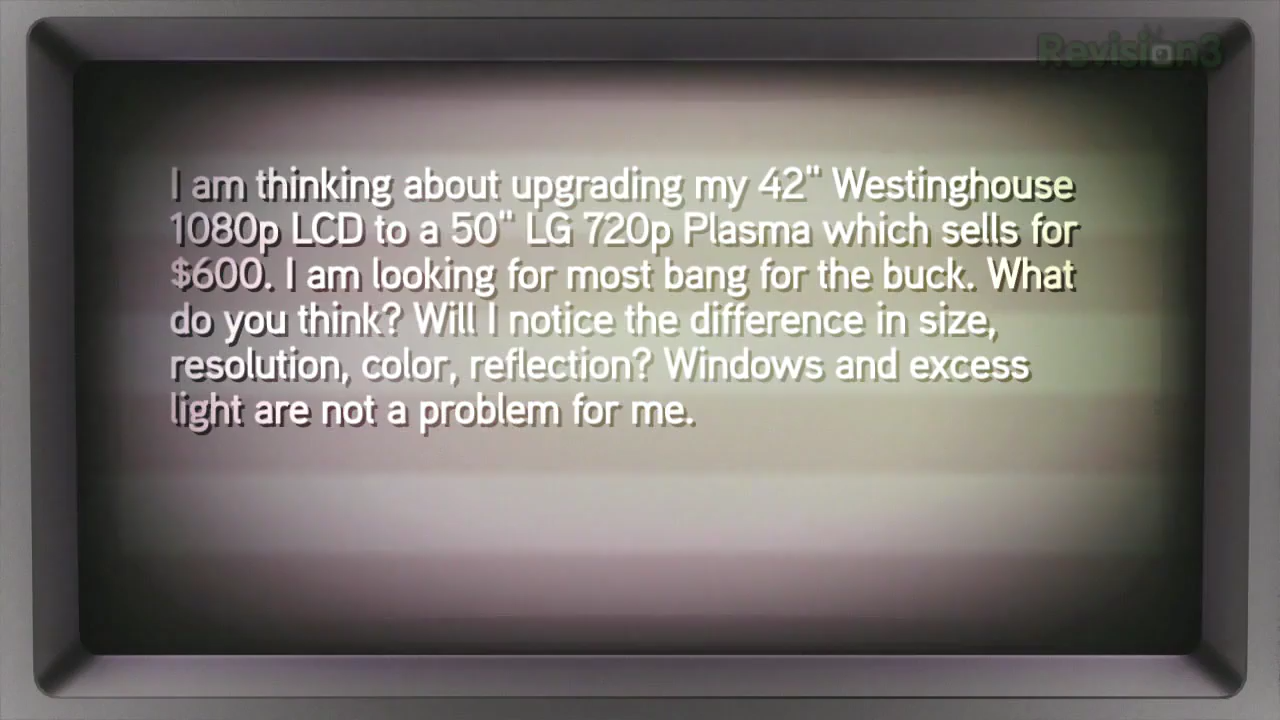 Revision3
I am thinking about upgrading my 42" Westinghouse
1080p LCD to a 50" LG 720p Plasma which sells for
$600. I am looking for most bang for the buck. What
do you think? Will I notice the difference in size,
resolution, color, reflection? Windows and excess
light are not a problem for me.